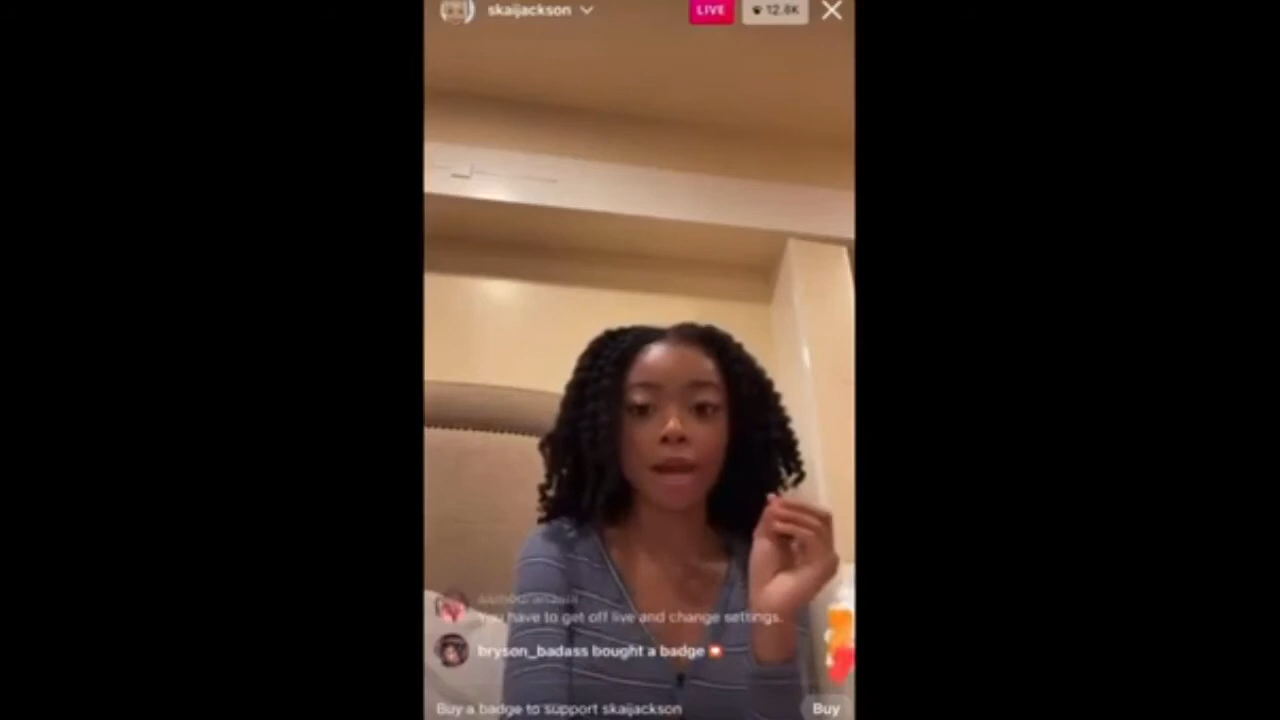 skaijackson
LIVE
12.8K
You have to get off live and change settings.
bryson_badass bought a badge
Buy a badge to support skaijackson
Buy